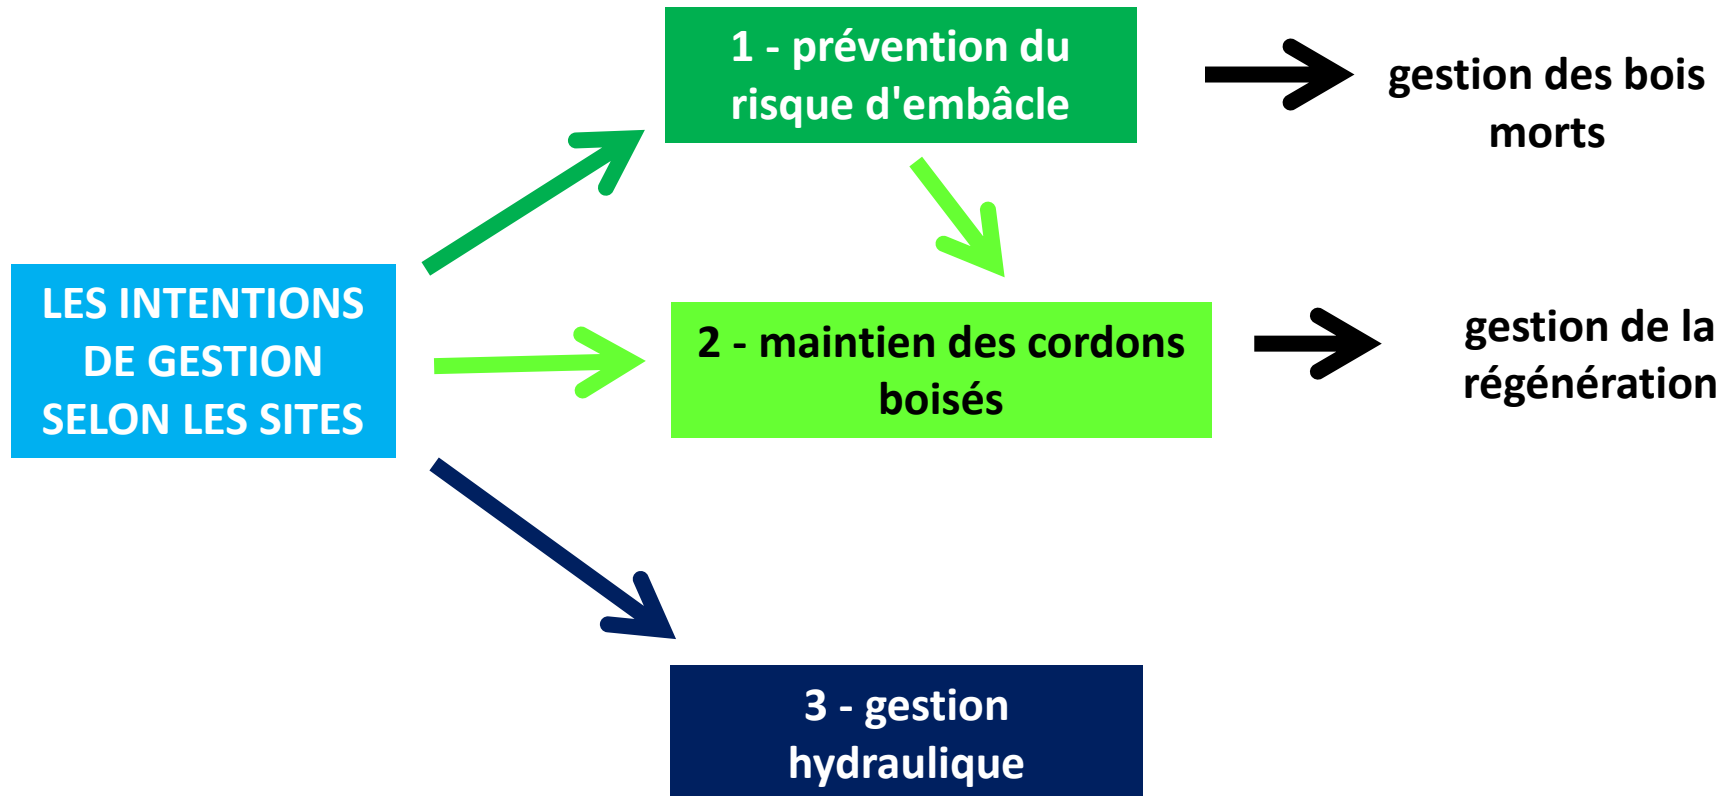 1 - prévention du
risque d'embâcle
gestion des bois
morts
LES INTENTIONS
DE GESTION
SELON LES SITES
2 - maintien des cordons
boisés
gestion de la
régénération
3 - gestion
hydraulique